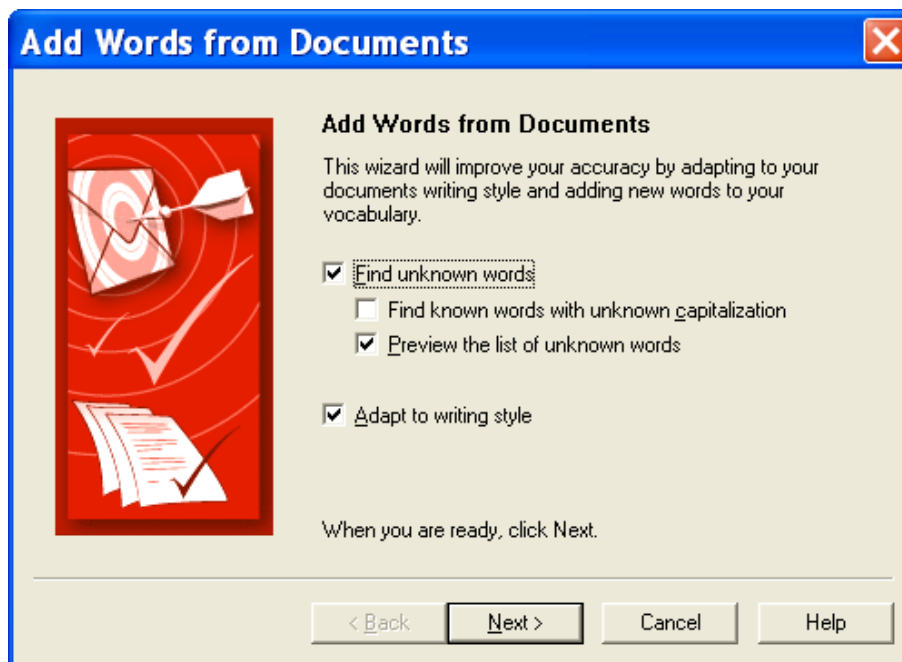 Add Words from Documents
Add Words from Documents
This wizard will improve your accuracy by adapting to your
documents writing style and adding new words to your
vocabulary.
Find unknown words
Find known words with unknown capitalization
Preview the list of unknown words
Adapt to writing style
When you are ready, click Next.
< Back Next > Cancel Help